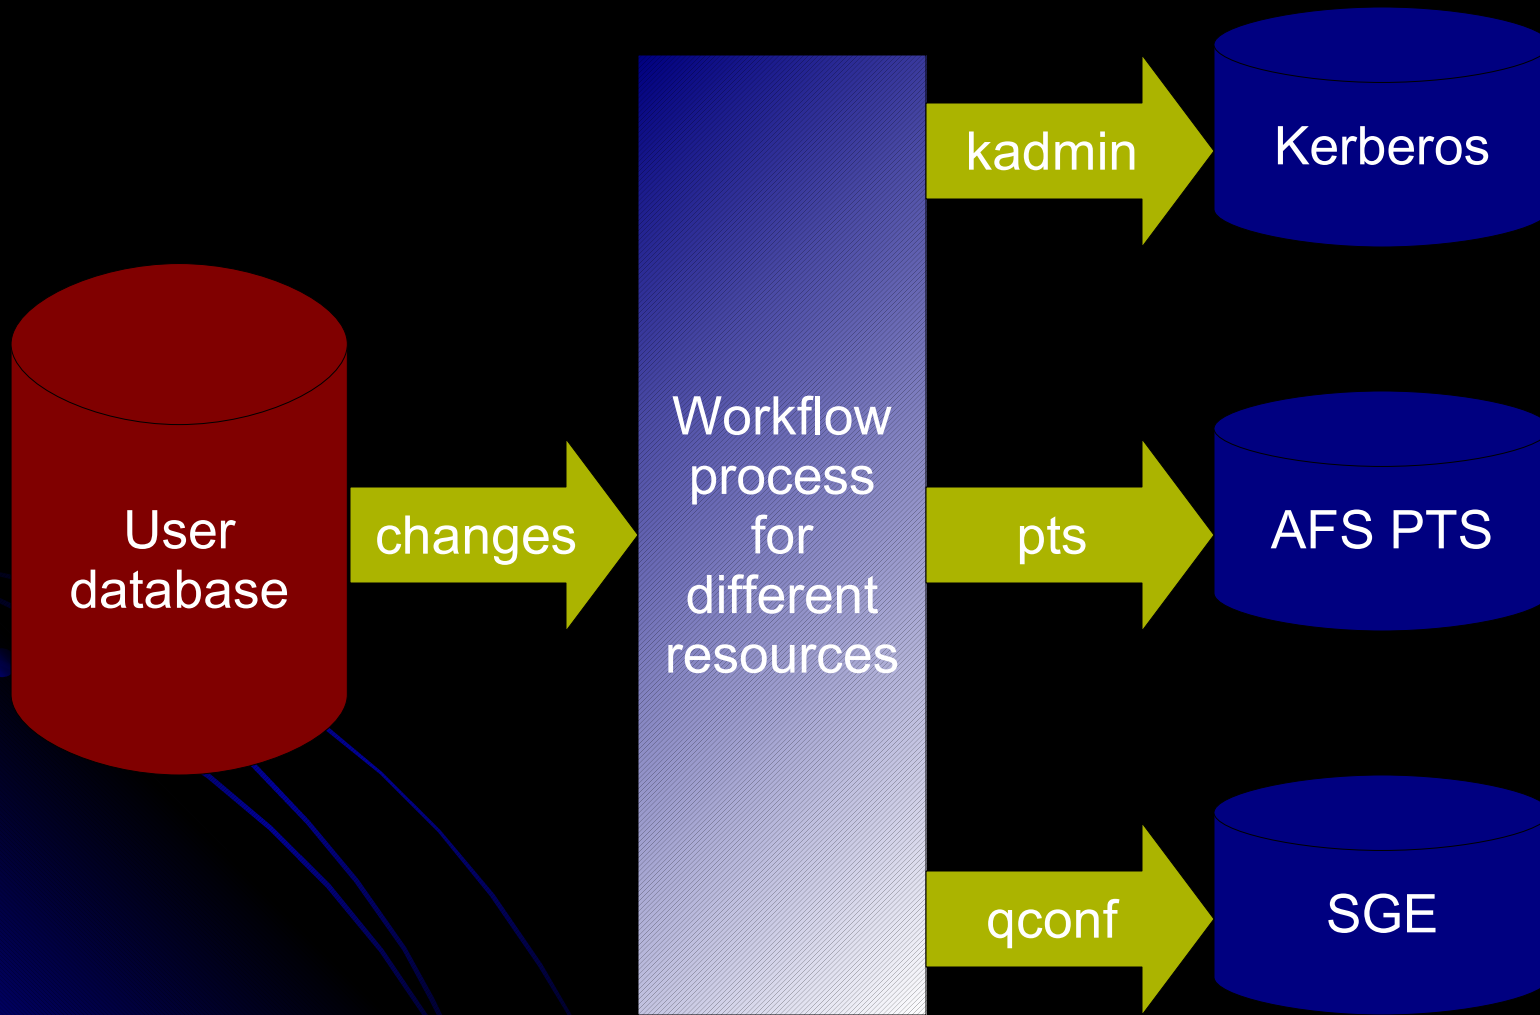 User
database
changes
Workflow
process
for
different
resources
kadmin
Kerberos
pts
AFS PTS
qconf
SGE